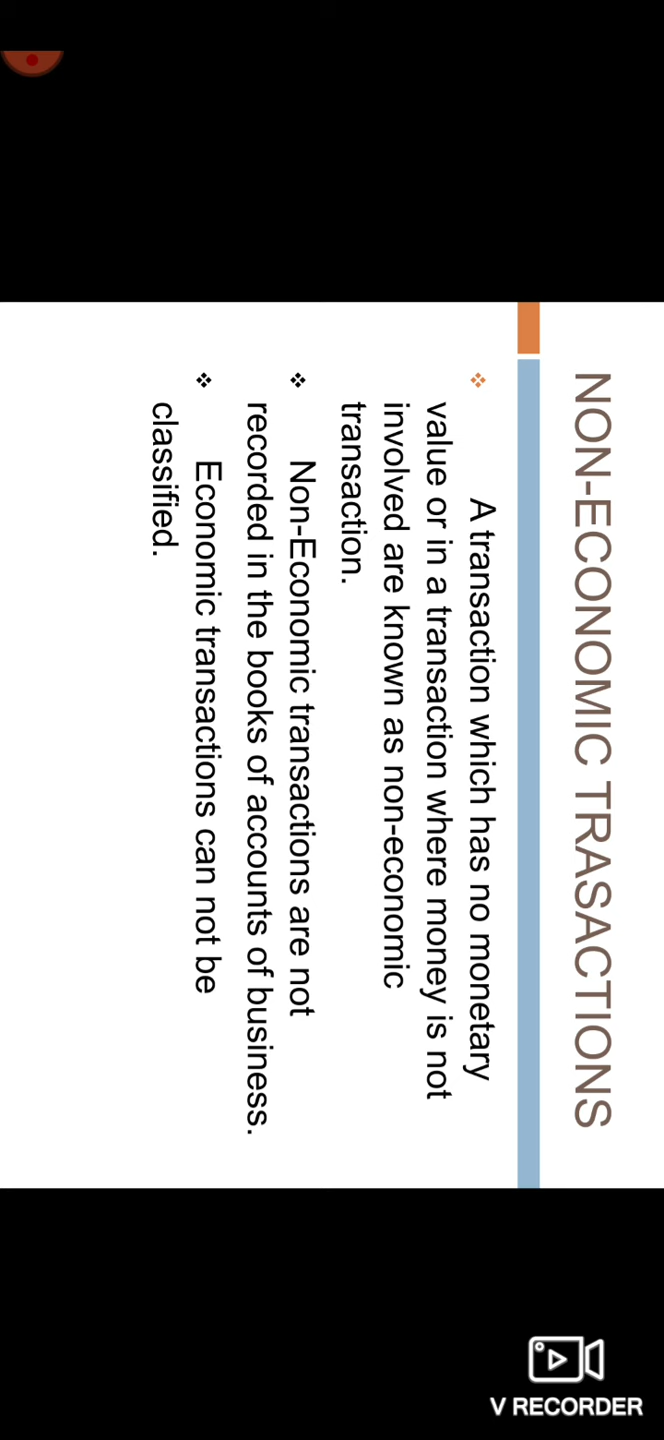 NON-ECONOMIC TRASACTIONS
A transaction which has no monetary
value or in a transaction where money is not
involved are known as non-economic
transaction.
Non-Economic transactions are not
recorded in the books of accounts of business.
Economic transactions can not be
classified.
V RECORDER